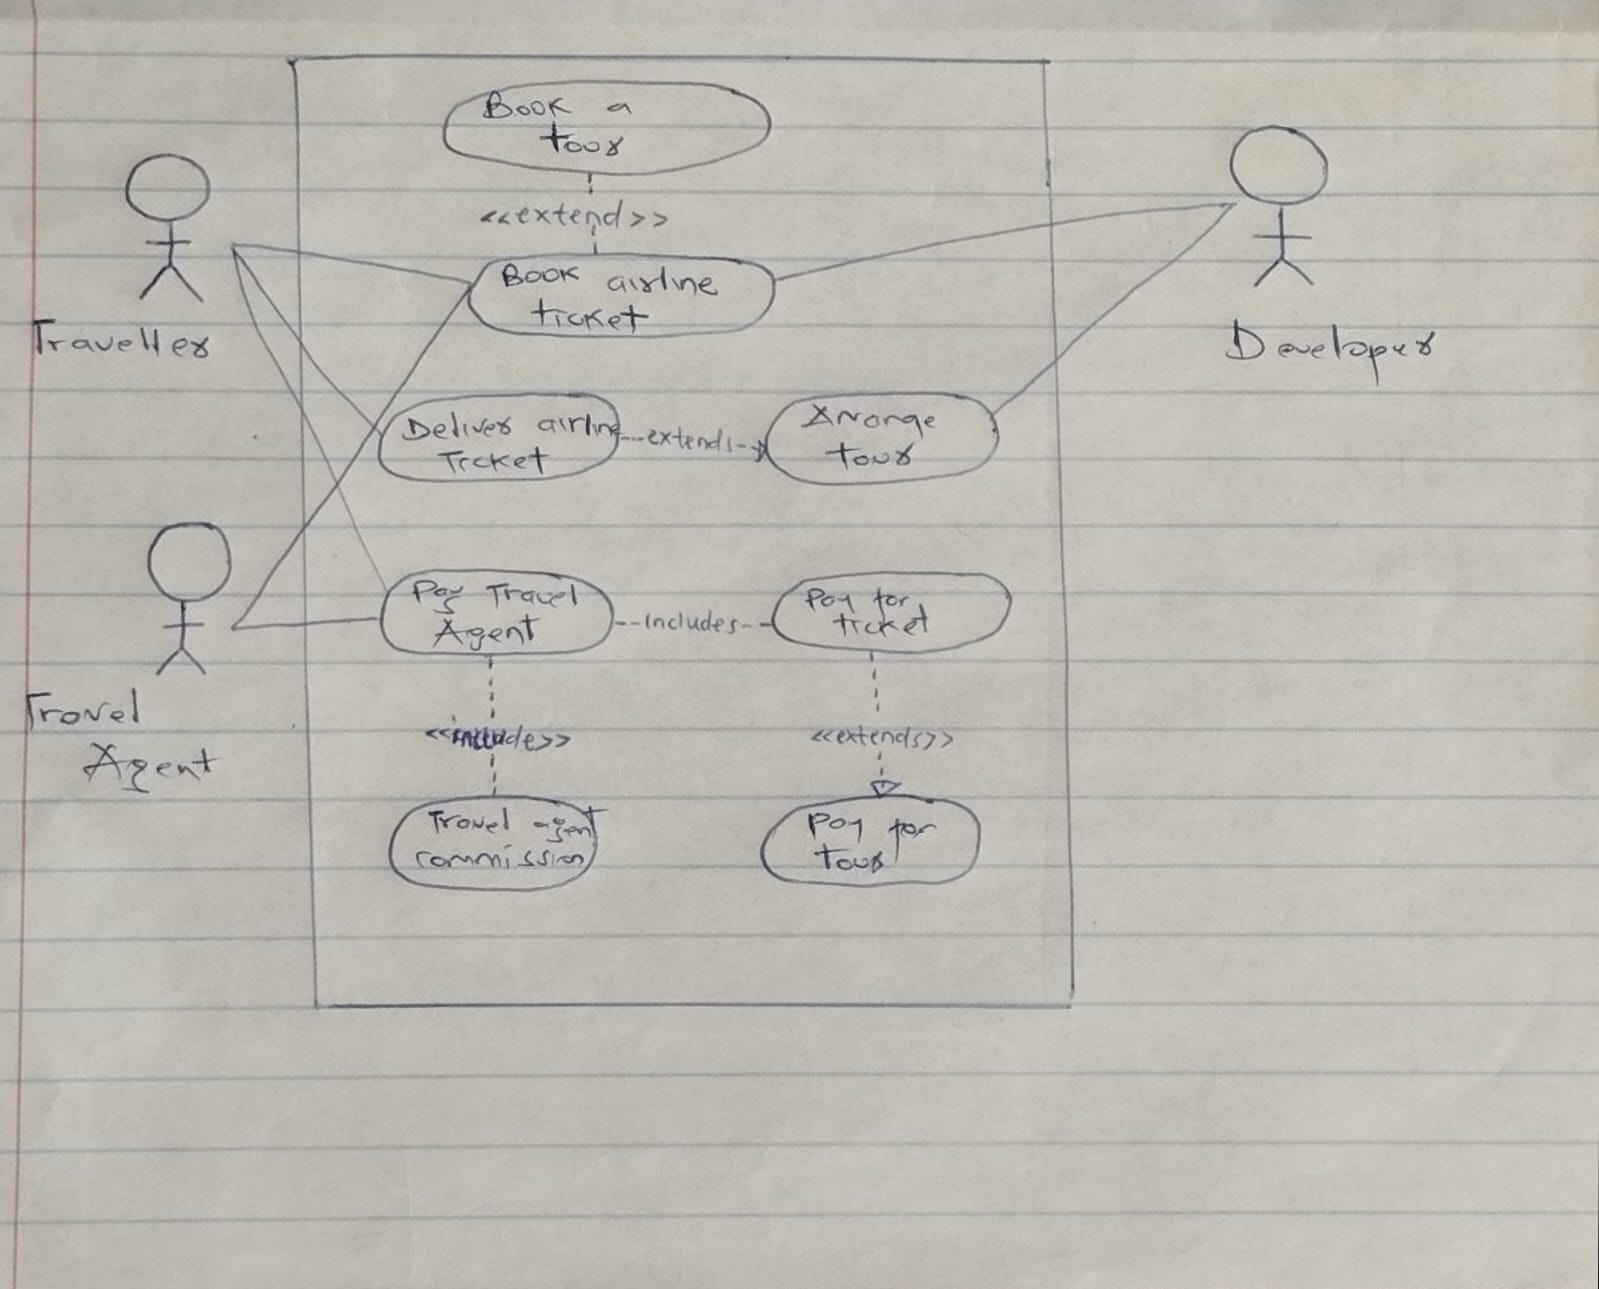 Book a
tour
<<extend>>
Book airline
ticket
Traveller
Developer
Deliver airline
Ticket
extends
Arrange
tour
Pay Travel
Agent
includes
Pay for
ticket
Travel
Agent
<<include>>
<<extends>>
Travel agent
commission
Pay for
tour